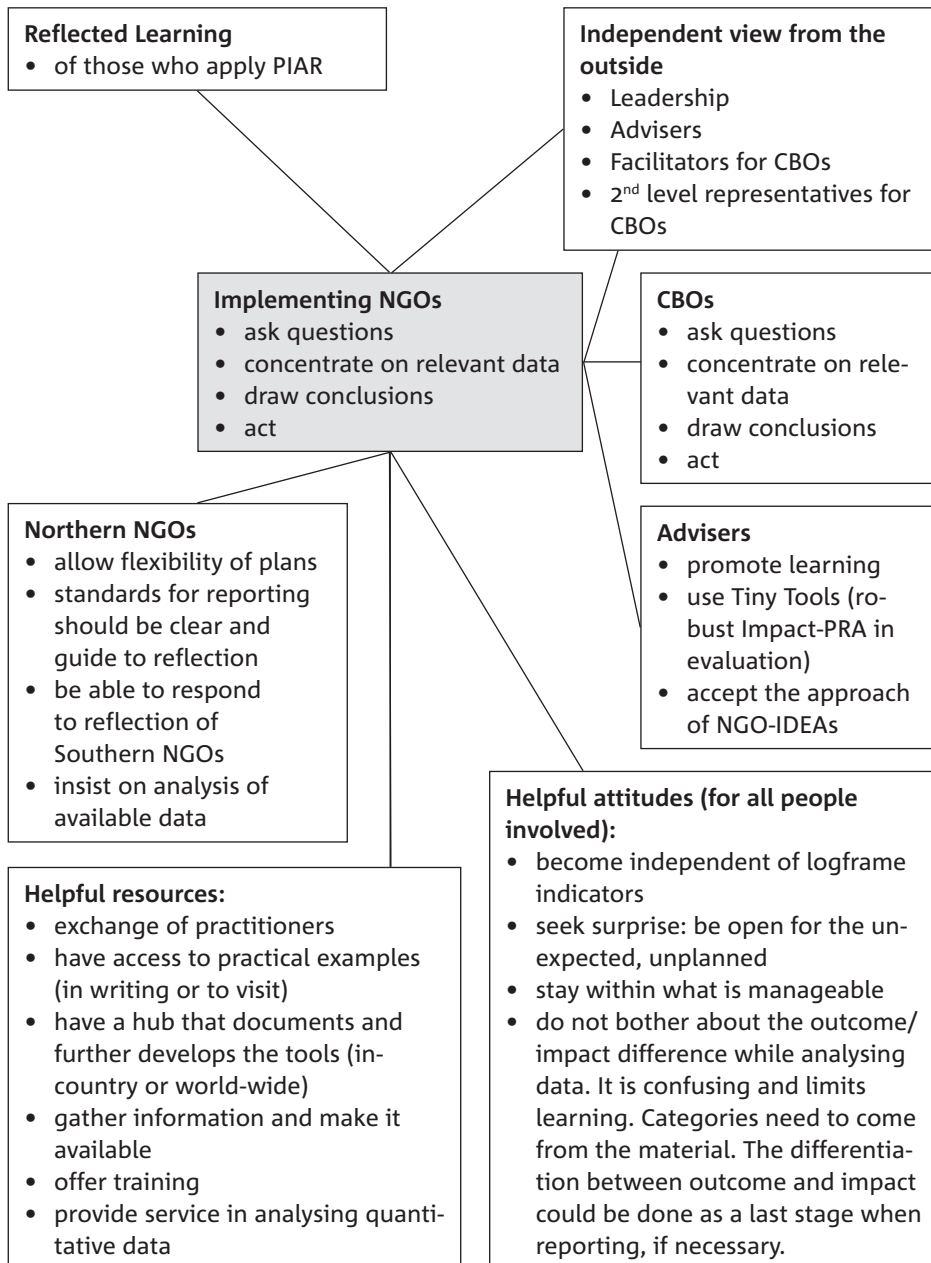 Reflected Learning
• of those who apply PIAR
Independent view from the
outside
• Leadership
• Advisers
• Facilitators for CBOs
• 2nd level representatives for
CBOs
Implementing NGOs
• ask questions
• concentrate on relevant data
• draw conclusions
• act
CBOs
• ask questions
• concentrate on rele-
vant data
• draw conclusions
• act
Northern NGOs
• allow flexibility of plans
• standards for reporting
should be clear and
guide to reflection
• be able to respond
to reflection of
Southern NGOs
• insist on analysis of
available data
Advisers
• promote learning
• use Tiny Tools (ro-
bust Impact-PRA in
evaluation)
• accept the approach
of NGO-IDEAs
Helpful resources:
• exchange of practitioners
• have access to practical examples
(in writing or to visit)
• have a hub that documents and
further develops the tools (in-
country or world-wide)
• gather information and make it
available
• offer training
• provide service in analysing quanti-
tative data
Helpful attitudes (for all people
involved):
• become independent of logframe
indicators
• seek surprise: be open for the un-
expected, unplanned
• stay within what is manageable
• do not bother about the outcome/
impact difference while analysing
data. It is confusing and limits
learning. Categories need to come
from the material. The differentia-
tion between outcome and impact
could be done as a last stage when
reporting, if necessary.